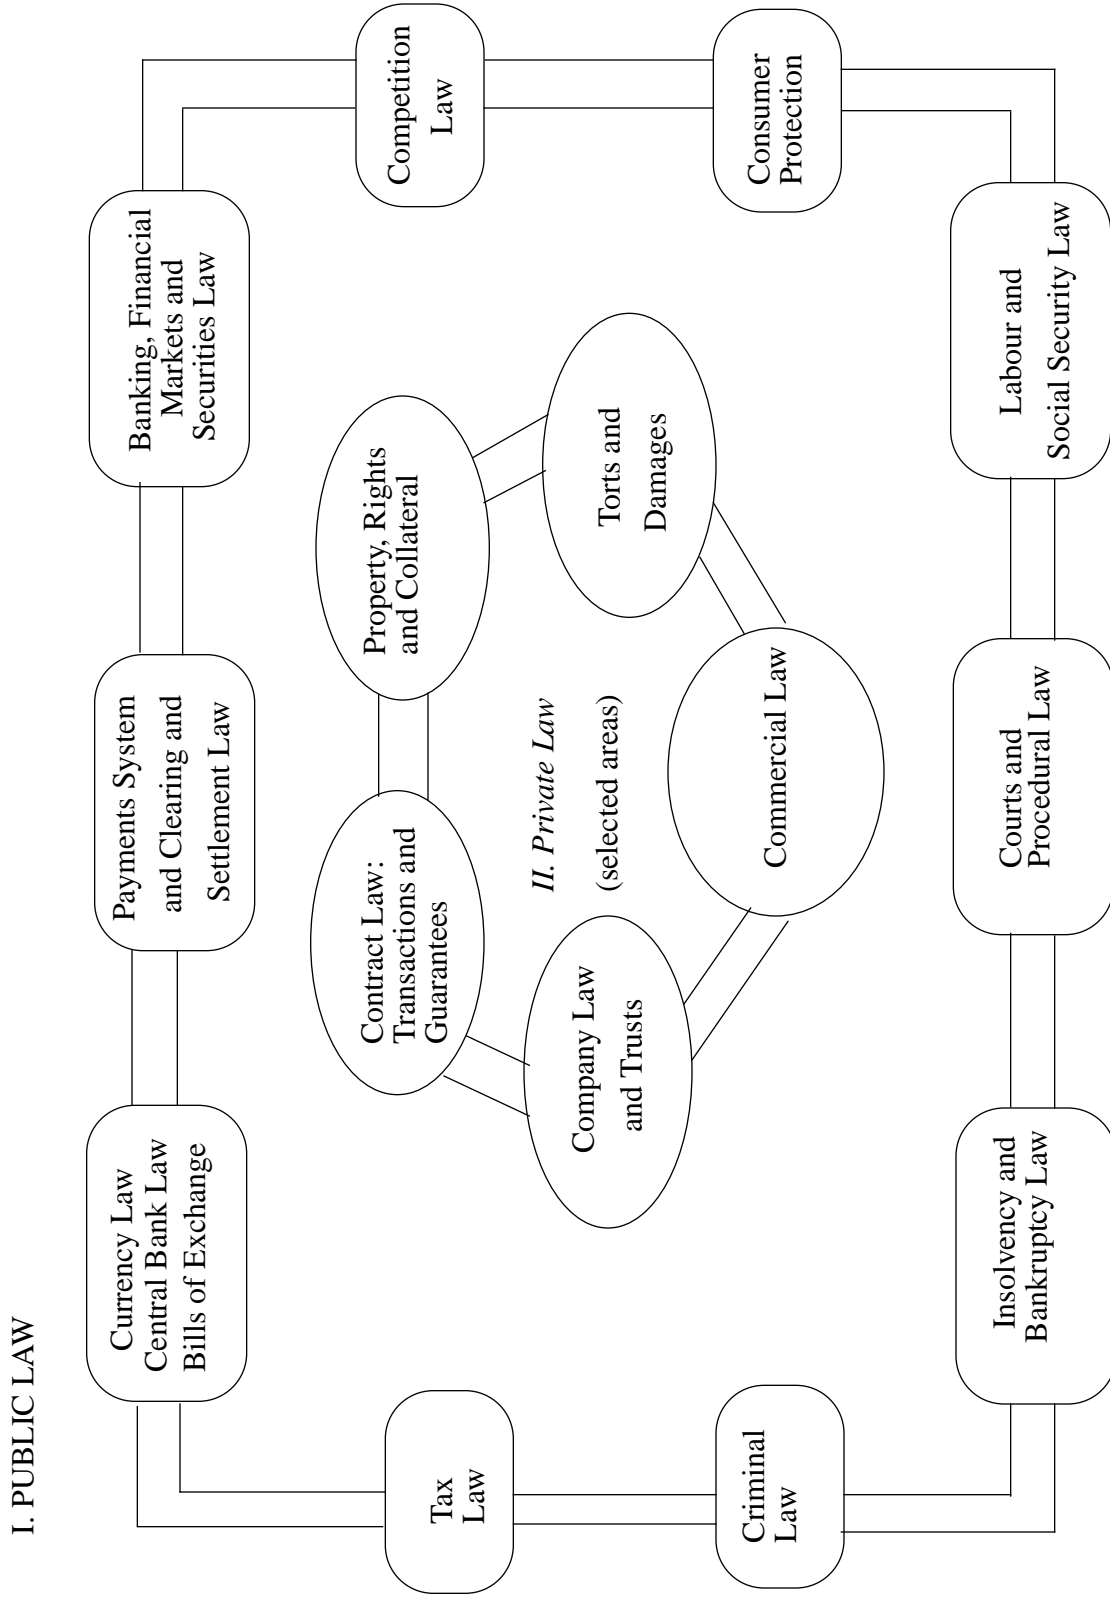 I. PUBLIC LAW
Currency Law
Central Bank Law
Bills of Exchange
Payments System
and Clearing and
Settlement Law
Banking, Financial
Markets and
Securities Law
Tax
Law
Contract Law:
Transactions and
Guarantees
Property, Rights
and Collateral
Competition
Law
Company Law
and Trusts
II. Private Law
(selected areas)
Torts and
Damages
Criminal
Law
Commercial Law
Consumer
Protection
Insolvency and
Bankruptcy Law
Courts and
Procedural Law
Labour and
Social Security Law